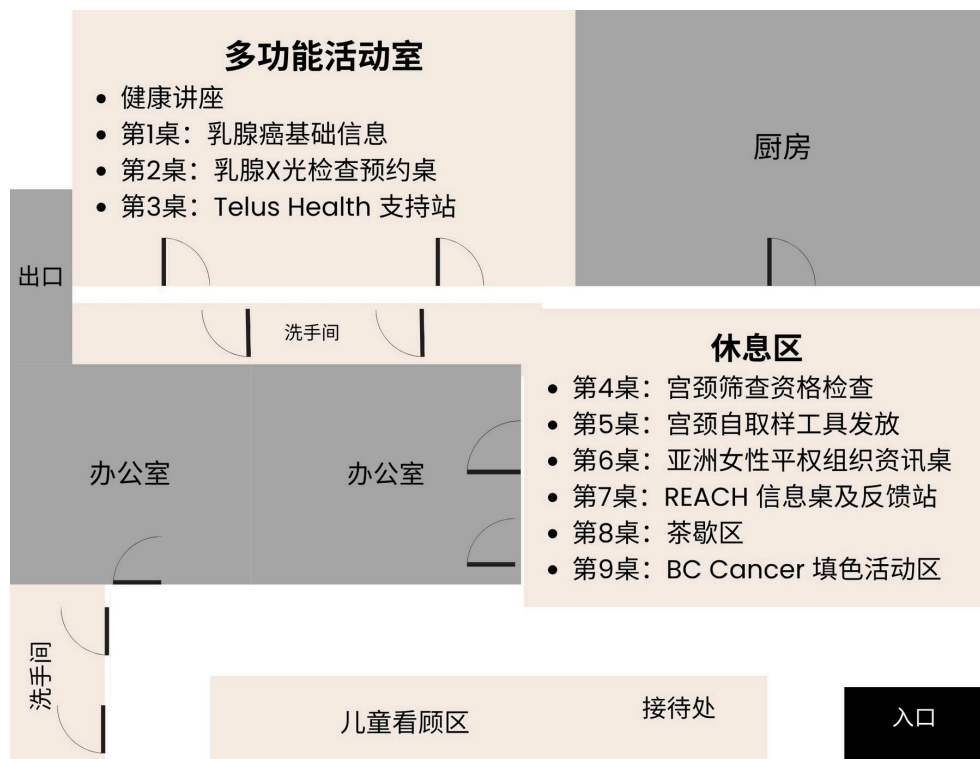 多功能活动室
• 健康讲座
• 第1桌：乳腺癌基础信息
• 第2桌：乳腺X光检查预约桌
• 第3桌：Telus Health 支持站
厨房
出口
洗手间
休息区
• 第4桌：宫颈筛查资格检查
• 第5桌：宫颈自取样工具发放
• 第6桌：亚洲女性平权组织资讯桌
• 第7桌：REACH 信息桌及反馈站
• 第8桌：茶歇区
• 第9桌：BC Cancer 填色活动区
办公室
办公室
洗手间
儿童看顾区
接待处
入口